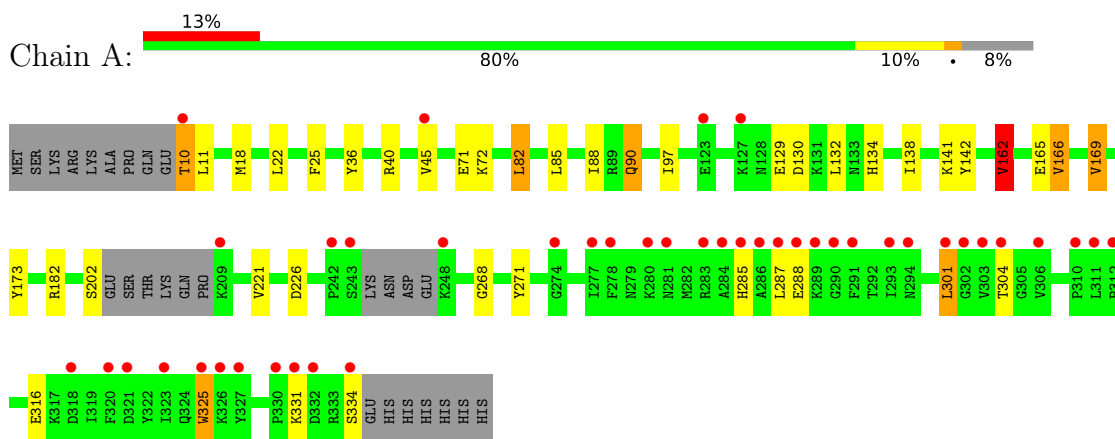 13%
Chain A:
80% 10% • 8%
MET SER LYS ARG LYS ALA PRO GLN GLU T10 L11 M18 L22 F25 Y36 R40 V45 E71 K72 L82 L85 I88 R89 Q90 I97 E123 K127 N128 E129 D130 K131 L132 N133 H134 I138 K141 Y142 V162 E165 V166 V169
Y173 R182 S202 GLU SER THR LYS GLN PRO K209 V221 D226 P242 S243 LYS ASN ASP GLU K248 G268 Y271 G274 I277 F278 N279 K280 N281 M282 R283 A284 H285 A286 L287 E288 K289 G290 F291 T292 I293 N294 L301 G302 V303 T304 G305 V306 P310 L311
E316 K317 D318 I319 F320 D321 Y322 I323 Q324 W325 K326 Y327 P330 K331 D332 R333 S334 GLU HIS HIS HIS HIS HIS HIS